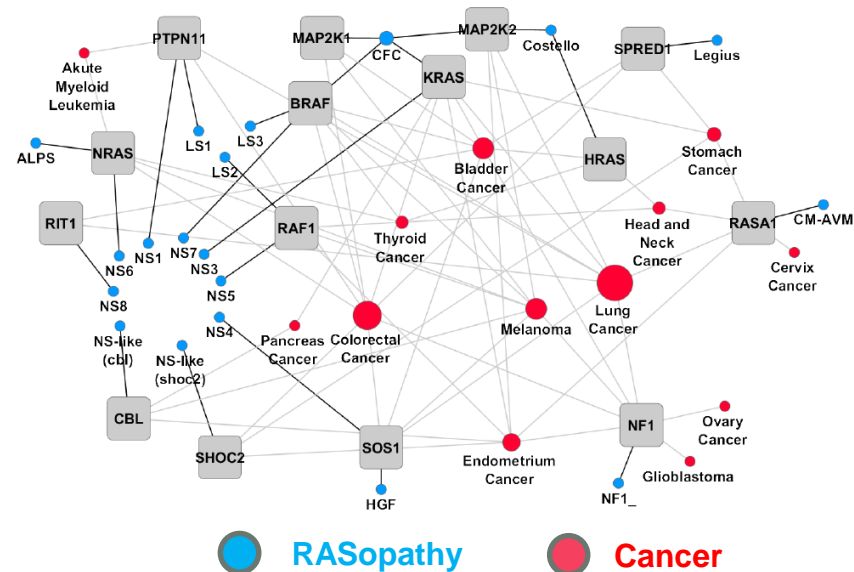 PTPN11
MAP2K1
MAP2K2
CFC
Costello
SPRED1
Legius
Akute
Myeloid
Leukemia
KRAS
BRAF
LS1
LS3
LS2
ALPS
NRAS
Bladder
Cancer
HRAS
Stomach
Cancer
RIT1
NS6
NS1
NS7
NS3
RAF1
Thyroid
Cancer
Head and
Neck
Cancer
RASA1
CM-AVM
Cervix
Cancer
NS8
NS5
NS4
NS-like
(cbl)
NS-like
(shoc2)
Pancreas
Cancer
Colorectal
Cancer
Melanoma
Lung
Cancer
CBL
SHOC2
SOS1
HGF
Endometrium
Cancer
NF1
Ovary
Cancer
Glioblastoma
NF1_
RASopathy
Cancer